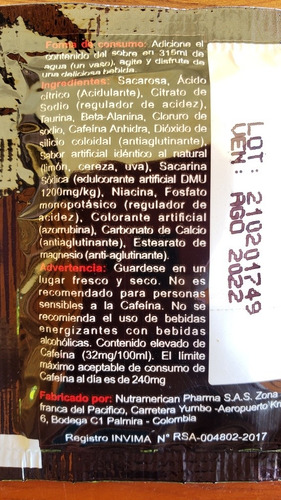 Forma de consumo: Adicione el
contenido del sobre en 315ml de
agua (un vaso), agite y disfrute de
una deliciosa bebida.
Ingredientes: Sacarosa, Ácido
cítrico (Acidulante), Citrato de
Sodio (regulador de acidez),
Taurina, Beta-Alanina, Cloruro de
sodio, Cafeína Anhidra, Dióxido de
silicio coloidal (antiaglutinante),
Sabor artificial idéntico al natural
(limón, cereza, uva), Sacarina
Sódica (edulcorante artificial DMU
1200mg/kg), Niacina, Fosfato
monopotásico (regulador de
acidez), Colorante artificial
(azorrubina), Carbonato de Calcio
(antiaglutinante), Estearato de
magnesio (anti-aglutinante).
Advertencia: Guardese en un
lugar fresco y seco. No es
recomendado para personas
sensibles a la Cafeína. No se
recomienda el uso de bebidas
energizantes con bebidas
alcohólicas. Contenido elevado de
Cafeína (32mg/100ml). El límite
máximo aceptable de consumo de
Cafeína al día es de 240mg
Fabricado por: Nutramerican Pharma S.A.S. Zona
franca del Pacifico, Carretera Yumbo -Aeropuerto
6, Bodega C1 Palmira - Colombia
Registro INVIMA N° RSA-004602-2017
LOT: 210201749
VEN: AGO 2022